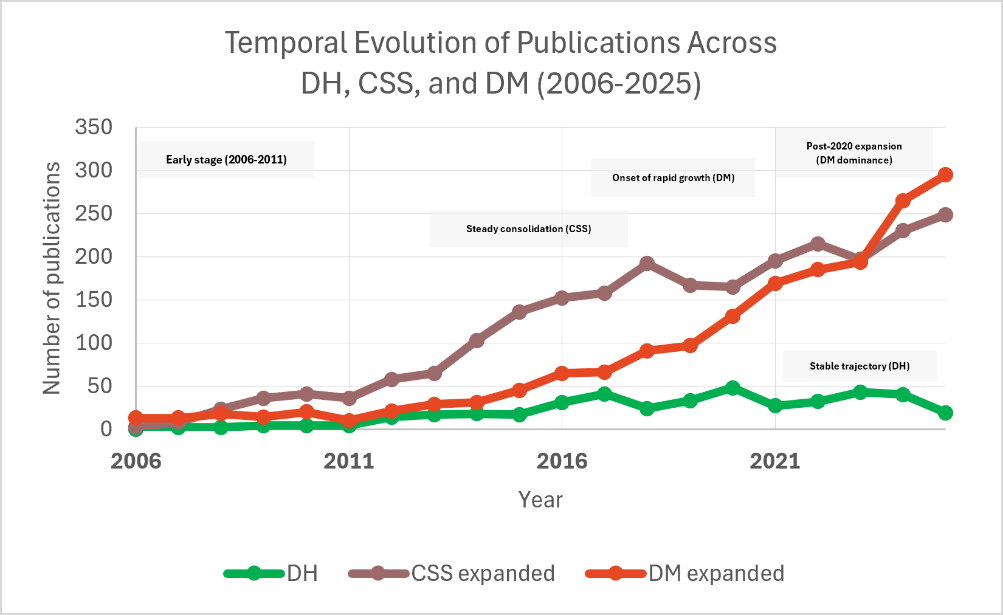 Temporal Evolution of Publications Across
DH, CSS, and DM (2006-2025)
Number of publications
350
300
250
200
150
100
50
0
Early stage (2006-2011)
Steady consolidation (CSS)
Onset of rapid growth (DM)
Post-2020 expansion
(DM dominance)
Stable trajectory (DH)
2006 2011 2016 2021
Year
DH CSS expanded DM expanded